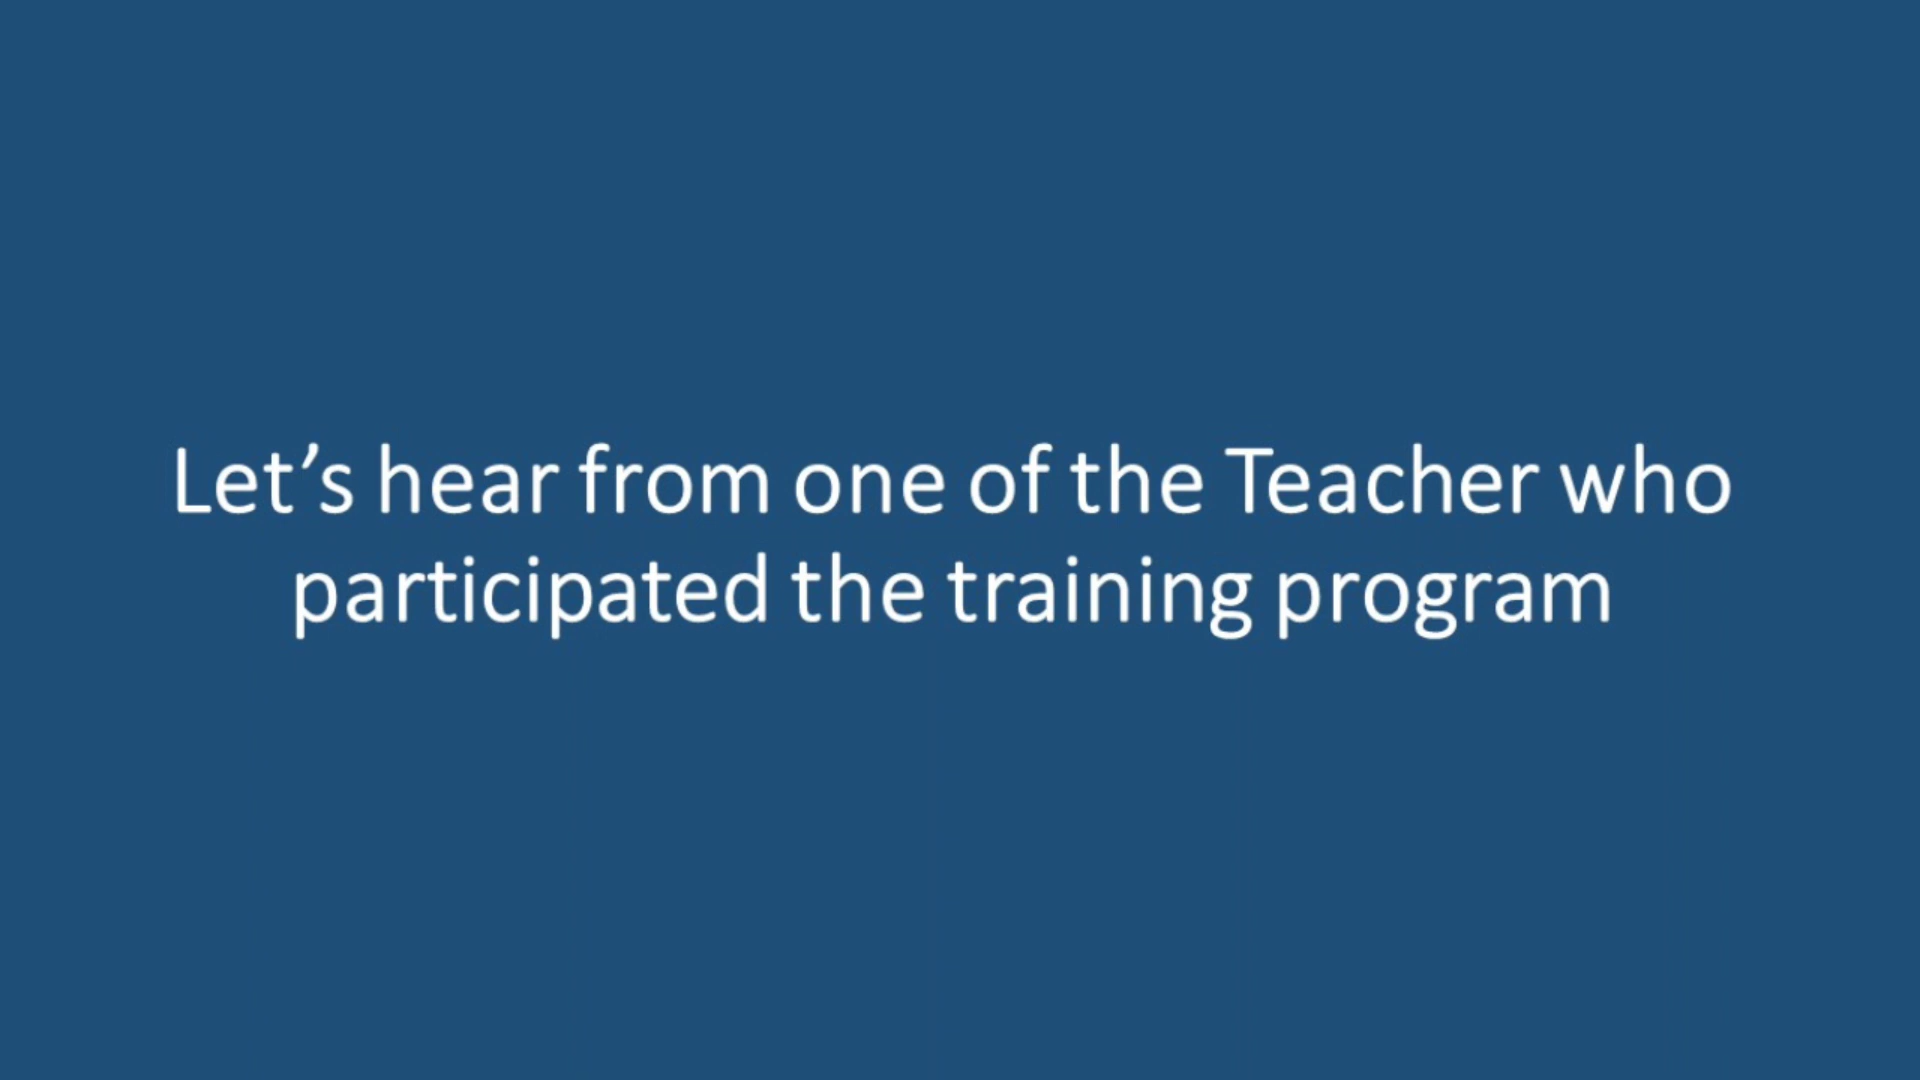 Let’s hear from one of the Teacher who
participated the training program